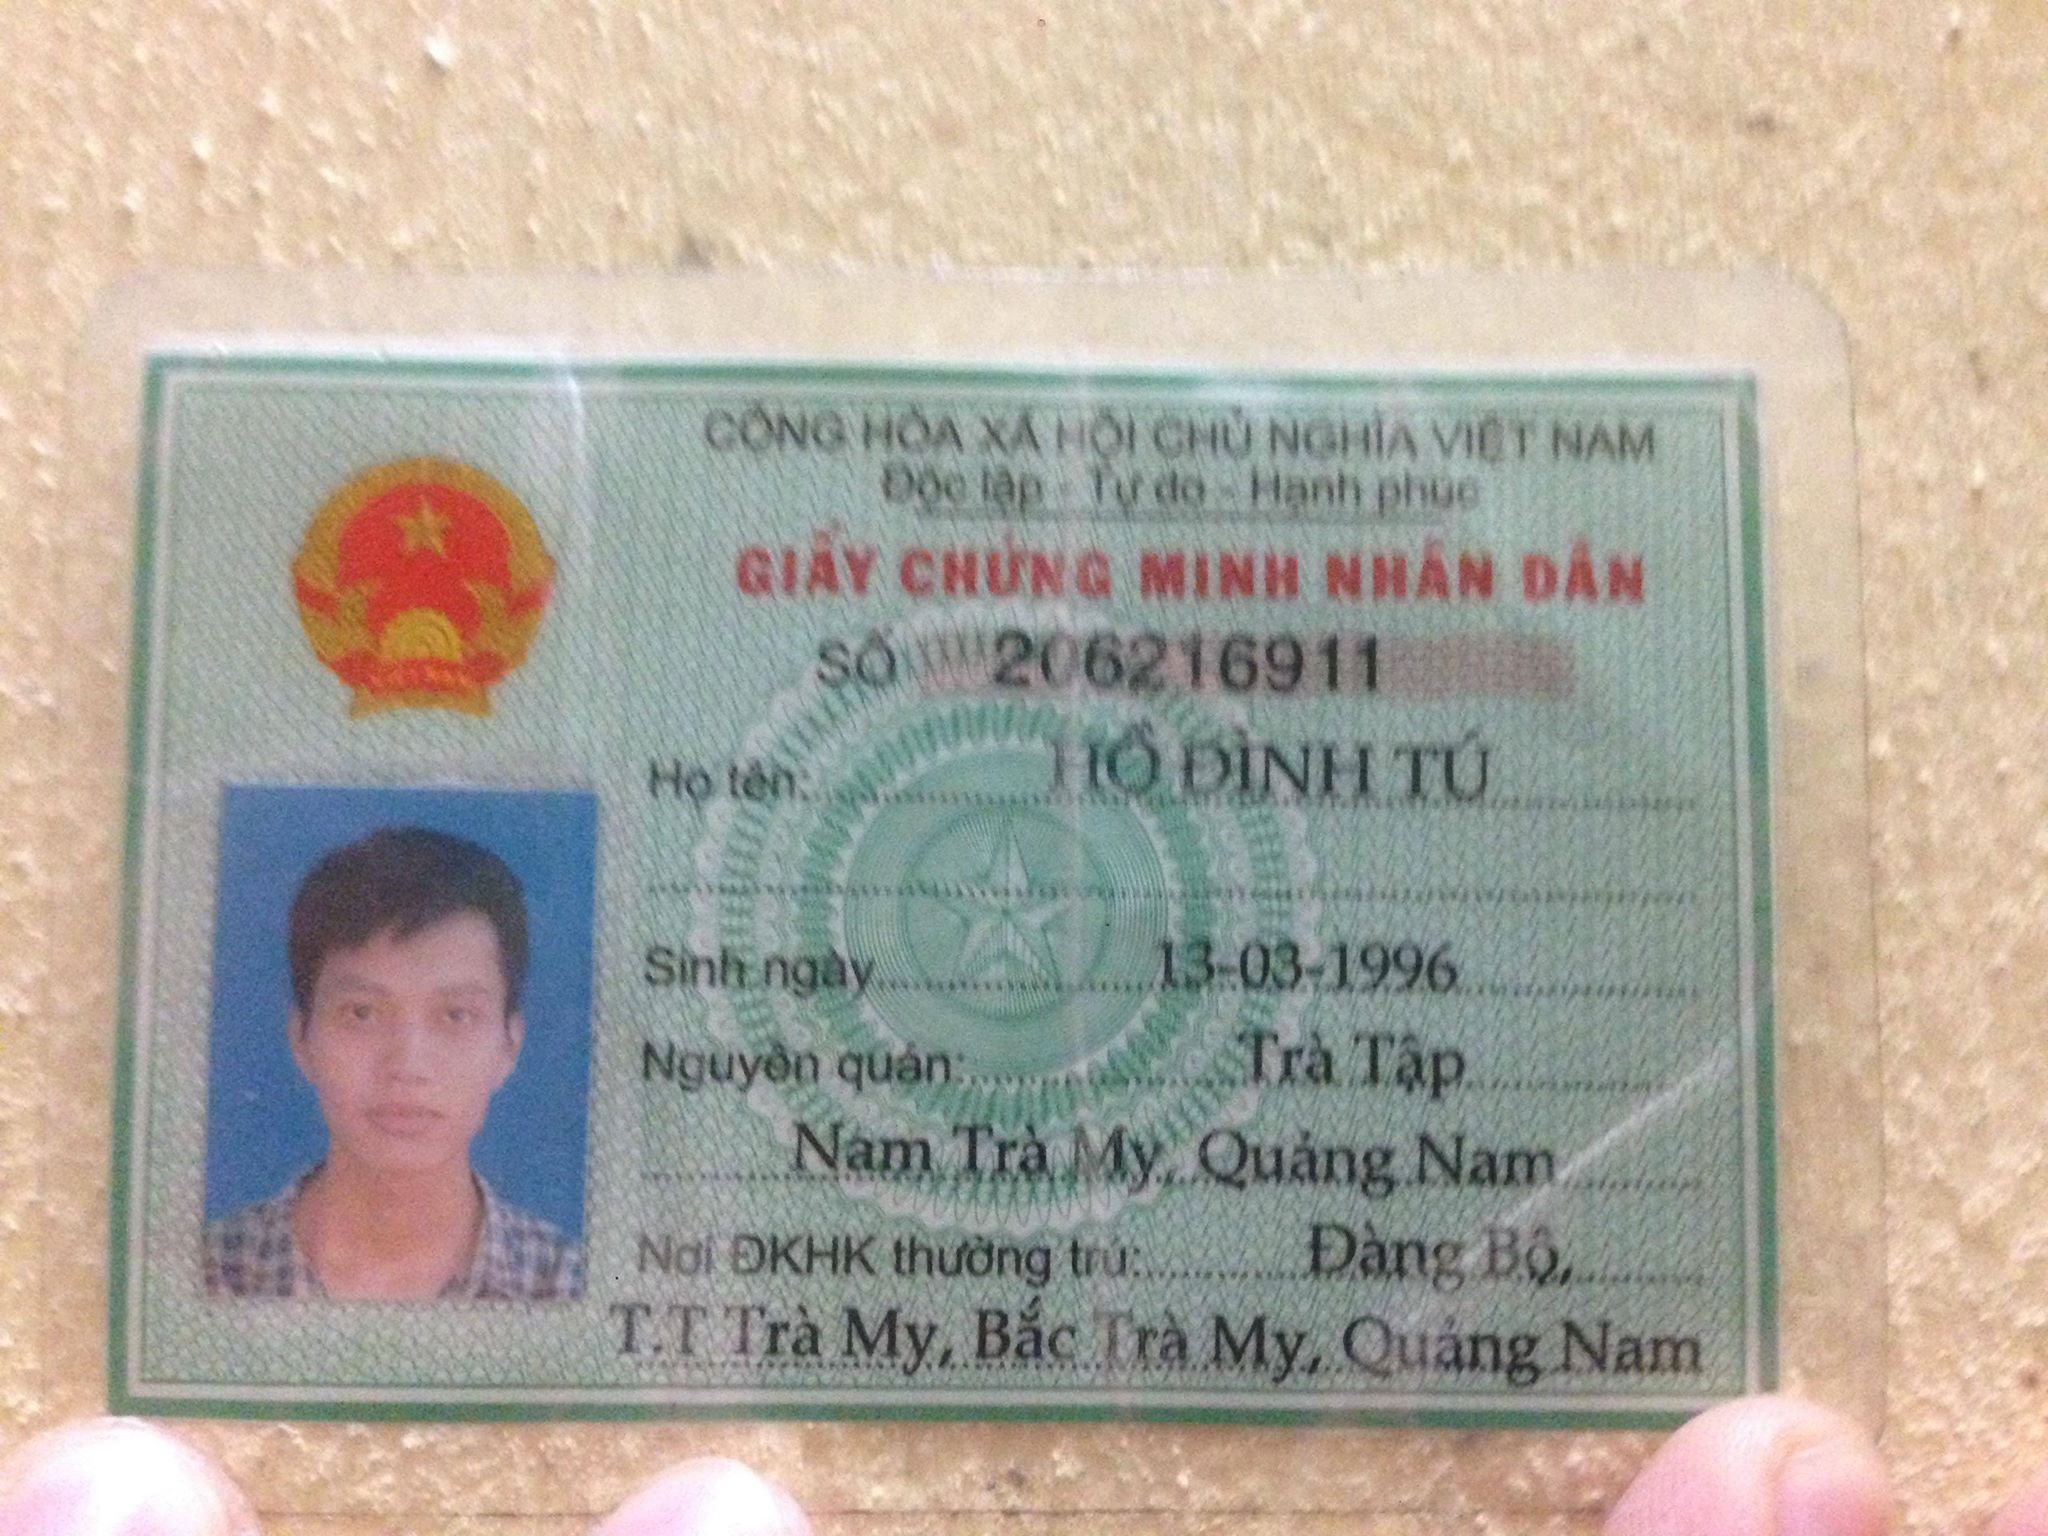 CỘNG HÒA XÃ HỘI CHỦ NGHĨA VIỆT NAM
Độc lập - Tự do - Hạnh phúc
GIẤY CHỨNG MINH NHÂN DÂN
SỐ 206216911
Họ tên: HỒ ĐÌNH TÚ
Sinh ngày 13-03-1996
Nguyên quán: Trà Tập
Nam Trà My, Quảng Nam
Nơi ĐKHK thường trú: Đàng Bộ,
T.T Trà My, Bắc Trà My, Quảng Nam